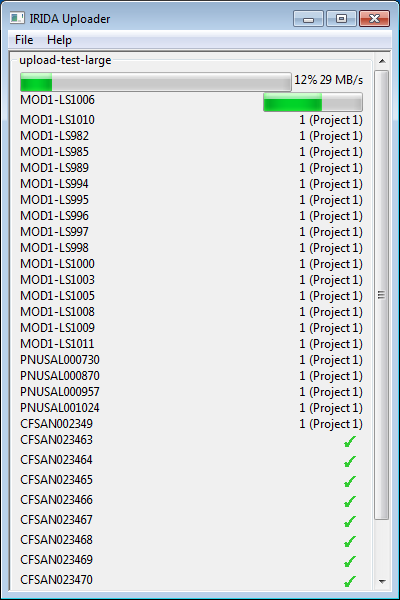 IRIDA Uploader
File Help
upload-test-large
12% 29 MB/s
MOD1-LS1006
MOD1-LS1010 1 (Project 1)
MOD1-LS982 1 (Project 1)
MOD1-LS985 1 (Project 1)
MOD1-LS989 1 (Project 1)
MOD1-LS994 1 (Project 1)
MOD1-LS995 1 (Project 1)
MOD1-LS996 1 (Project 1)
MOD1-LS997 1 (Project 1)
MOD1-LS998 1 (Project 1)
MOD1-LS1000 1 (Project 1)
MOD1-LS1003 1 (Project 1)
MOD1-LS1005 1 (Project 1)
MOD1-LS1008 1 (Project 1)
MOD1-LS1009 1 (Project 1)
MOD1-LS1011 1 (Project 1)
PNUSAL000730 1 (Project 1)
PNUSAL000870 1 (Project 1)
PNUSAL000957 1 (Project 1)
PNUSAL001024 1 (Project 1)
CFSAN002349 1 (Project 1)
CFSAN023463
CFSAN023464
CFSAN023465
CFSAN023466
CFSAN023467
CFSAN023468
CFSAN023469
CFSAN023470